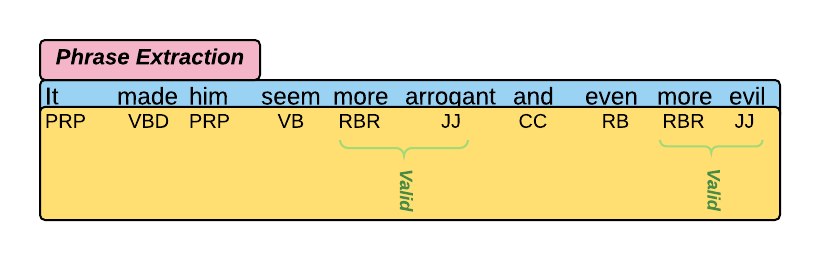 Phrase Extraction
It made him seem more arrogant and even more evil
PRP VBD PRP VB RBR JJ CC RB RBR JJ
Valid Valid